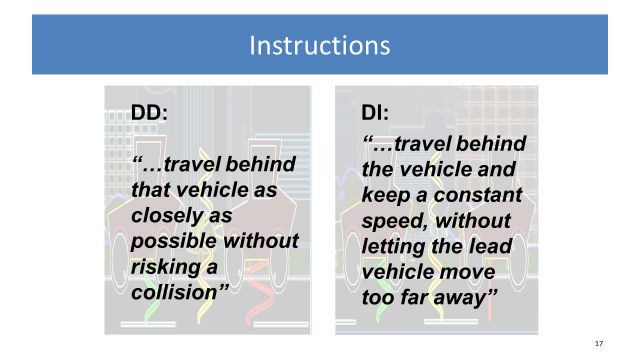 Instructions
DD:
“…travel behind
that vehicle as
closely as
possible without
risking a
collision”
DI:
“…travel behind
the vehicle and
keep a constant
speed, without
letting the lead
vehicle move
too far away”
17